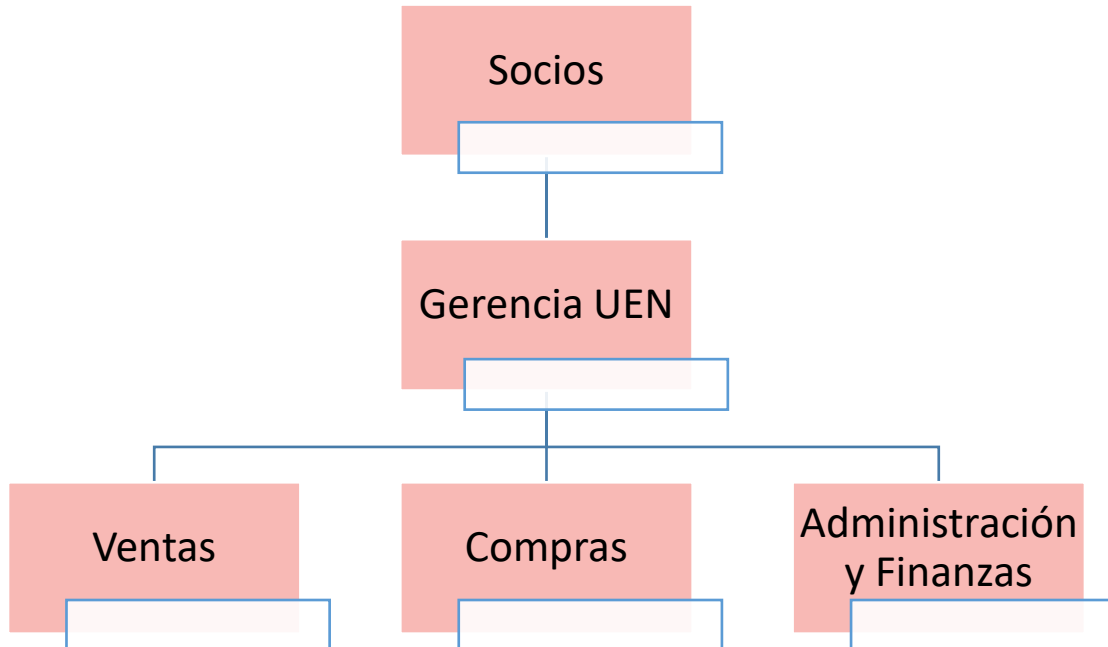 Socios
Gerencia UEN
Ventas
Compras
Administración
y Finanzas